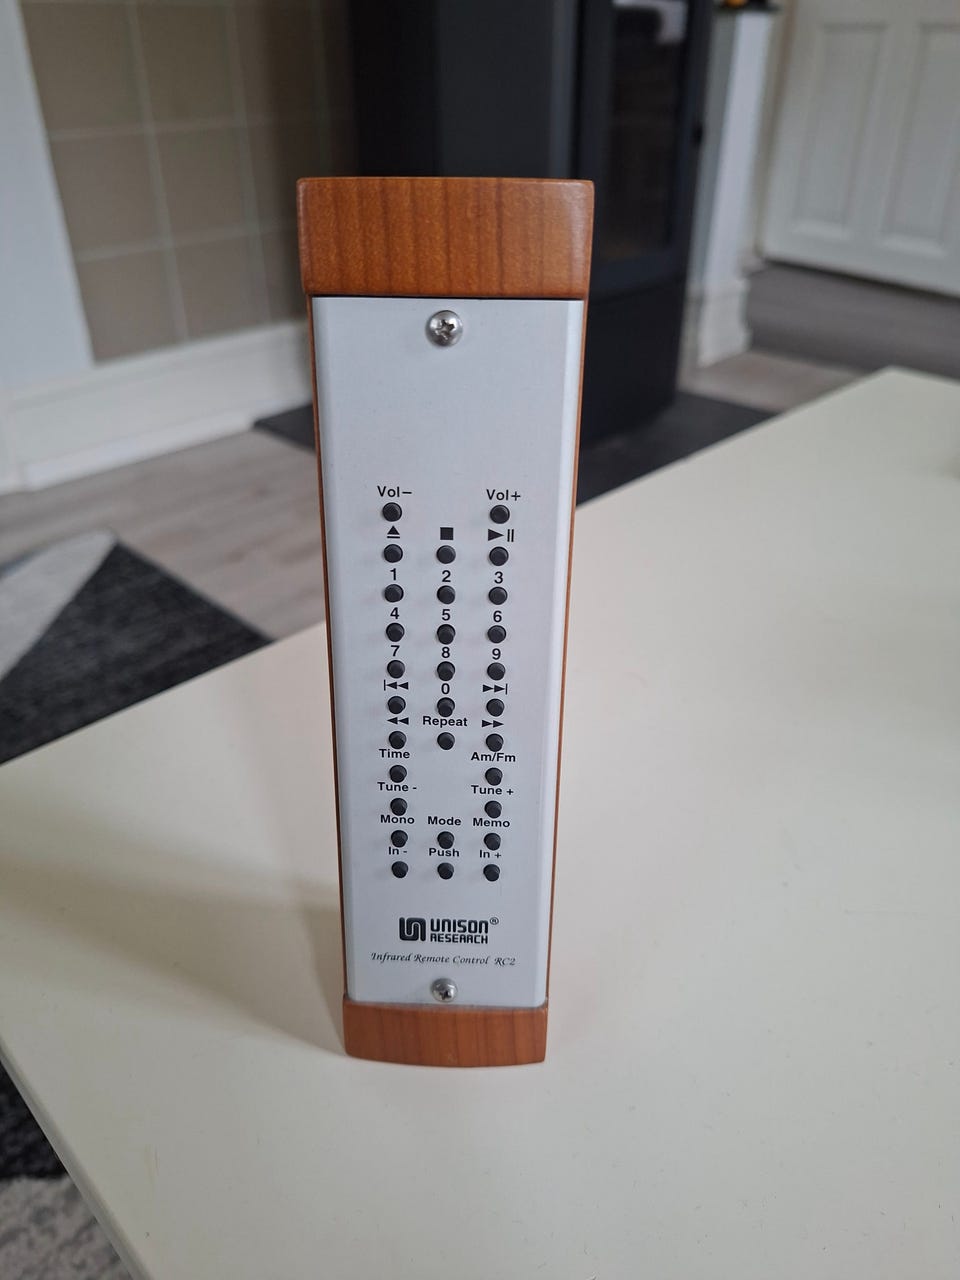 Vol− Vol+
⏏ ■ ▶II
1 2 3
4 5 6
7 8 9
|◀◀ 0 ▶▶|
◀◀ Repeat ▶▶
Time Am/Fm
Tune - Tune +
Mono Mode Memo
In - Push In +
UNISON®
RESEARCH
Infrared Remote Control RC2